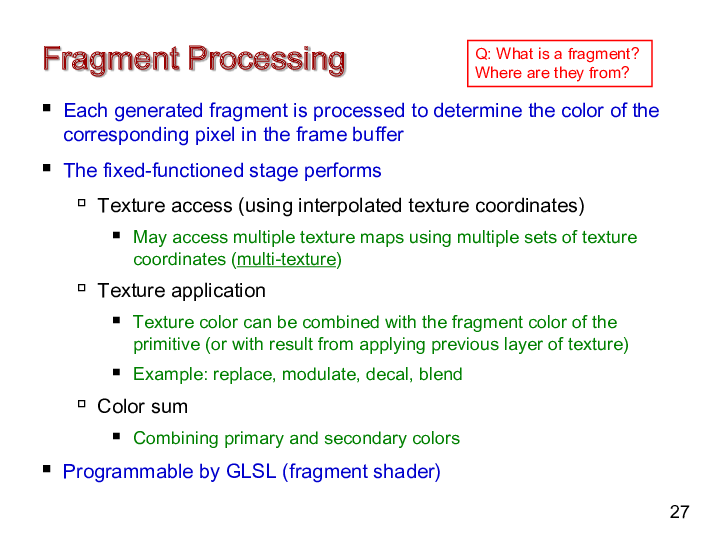 Fragment Processing
Q: What is a fragment?
Where are they from?
Each generated fragment is processed to determine the color of the
corresponding pixel in the frame buffer
The fixed-functioned stage performs
Texture access (using interpolated texture coordinates)
May access multiple texture maps using multiple sets of texture
coordinates (multi-texture)
Texture application
Texture color can be combined with the fragment color of the
primitive (or with result from applying previous layer of texture)
Example: replace, modulate, decal, blend
Color sum
Combining primary and secondary colors
Programmable by GLSL (fragment shader)
27